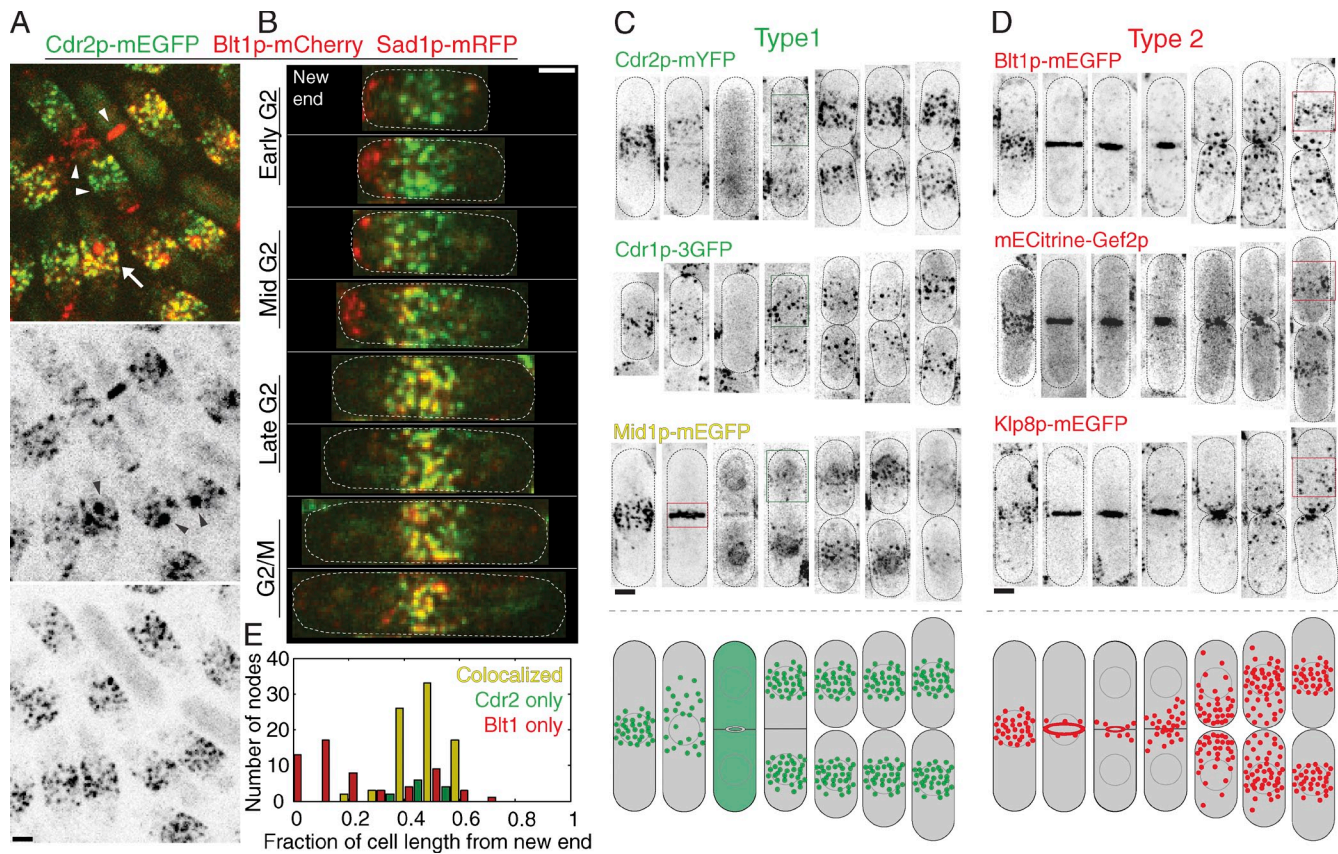 A
Cdr2p-mEGFP
Blt1p-mCherry
Sad1p-mRFP
B
New
end
Early G2
Mid G2
Late G2
G2/M
C
Type1
Cdr2p-mYFP
Cdr1p-3GFP
Mid1p-mEGFP
D
Type 2
Blt1p-mEGFP
mECitrine-Gef2p
Klp8p-mEGFP
E
Number of nodes
40
30
20
10
0
Colocalized
Cdr2 only
Blt1 only
0 0.2 0.4 0.6 0.8 1
Fraction of cell length from new end